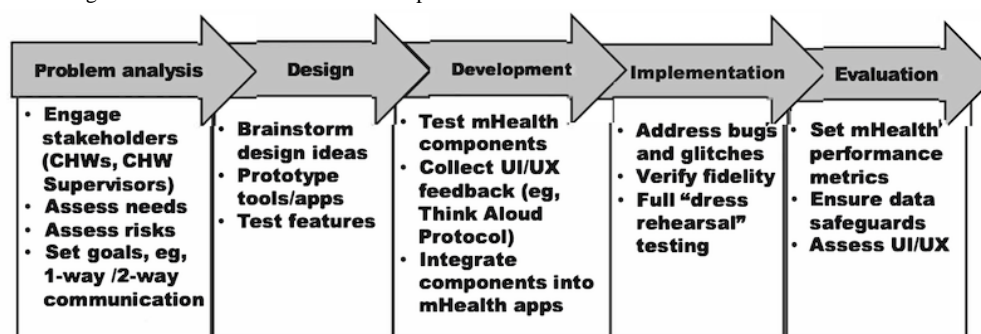 Problem analysis
Design
Development
Implementation
Evaluation
• Engage
stakeholders
(CHWs, CHW
Supervisors)
• Assess needs
• Assess risks
• Set goals, eg,
1-way /2-way
communication
• Brainstorm
design ideas
• Prototype
tools/apps
• Test features
• Test mHealth
components
• Collect UI/UX
feedback (eg,
Think Aloud
Protocol)
• Integrate
components into
mHealth apps
• Address bugs
and glitches
• Verify fidelity
• Full “dress
rehearsal”
testing
• Set mHealth
performance
metrics
• Ensure data
safeguards
• Assess UI/UX